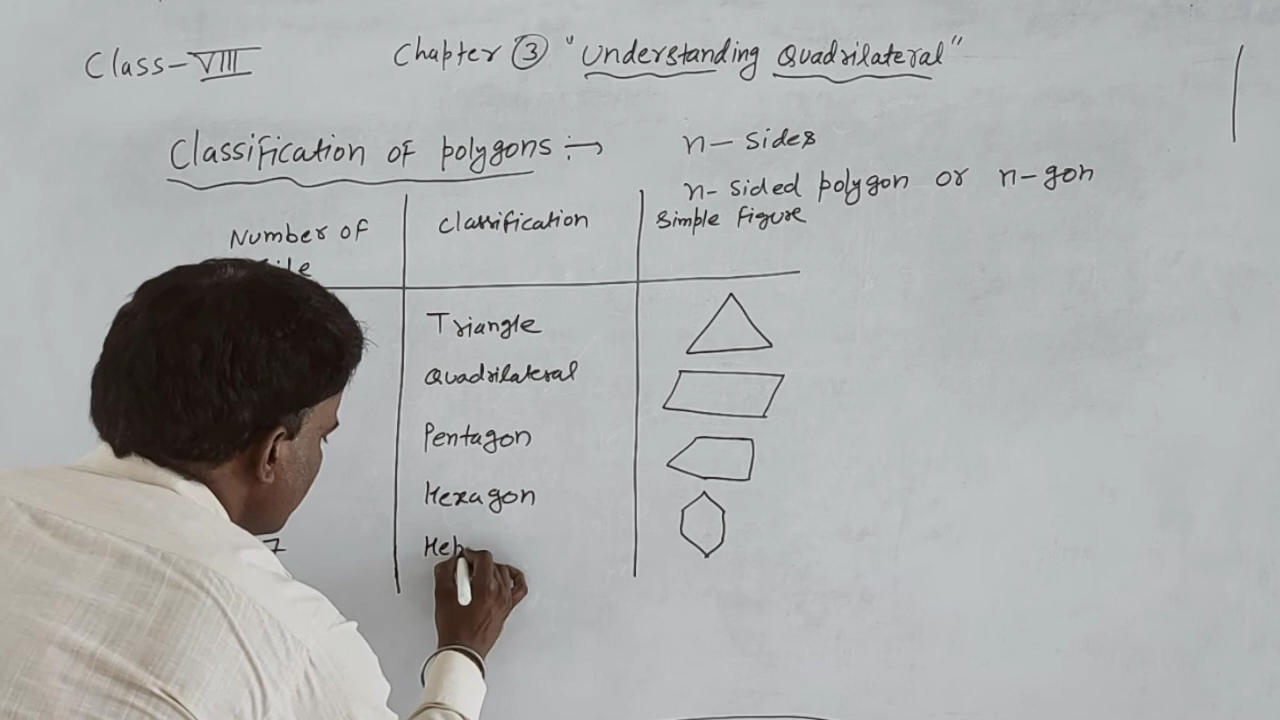 Class-VIII Chapter ③ "Understanding Quadrilateral"
Classification of polygons :→ n-sides
n-sided polygon or n-gon
Number of Classification Simple Figure
Triangle
Quadrilateral
Pentagon
Hexagon
7 Hep